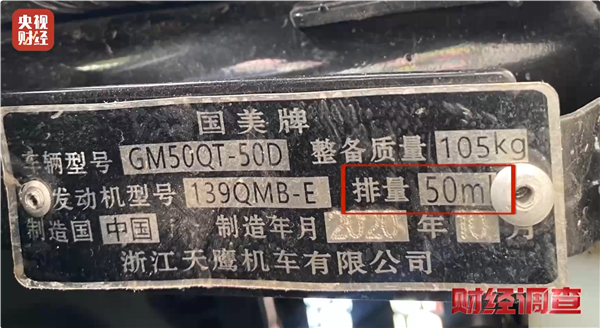 央视
财经
国美牌
车辆型号 GM50QT-50D 整备质量 105kg
发动机型号 139QMB-E 排量 50ml
制造国 中国 制造年月 2020 年 10 月
浙江天鹰机车有限公司
财经调查